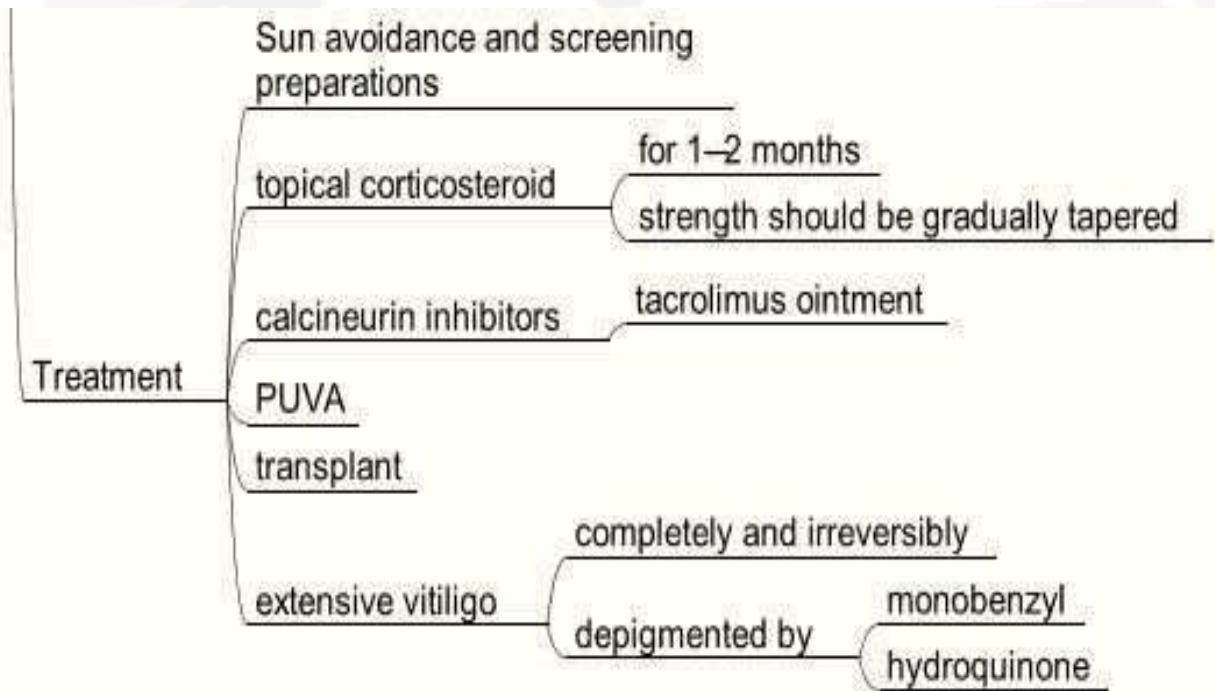 Sun avoidance and screening
preparations
for 1–2 months
topical corticosteroid
strength should be gradually tapered
tacrolimus ointment
calcineurin inhibitors
Treatment
PUVA
transplant
completely and irreversibly
extensive vitiligo
monobenzyl
depigmented by
hydroquinone